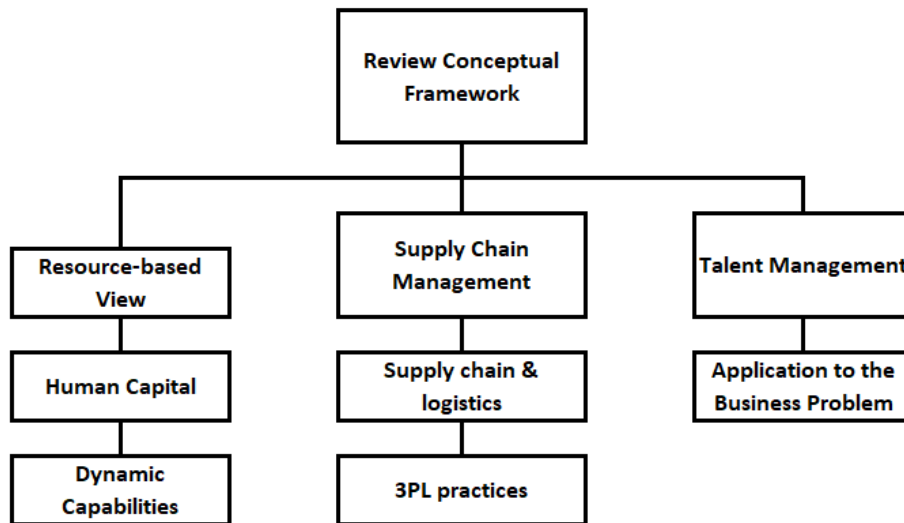 Review Conceptual
Framework
Resource-based
View
Supply Chain
Management
Talent Management
Human Capital
Supply chain &
logistics
Application to the
Business Problem
Dynamic
Capabilities
3PL practices